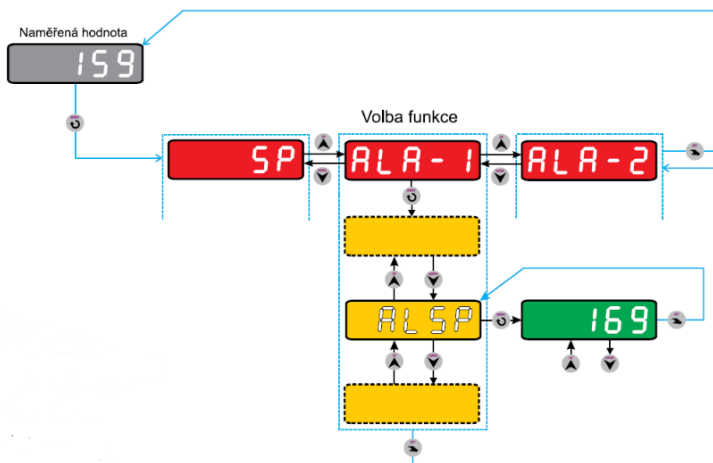 Naměřená hodnota
159
Volba funkce
SP
ALA-1
ALA-2
ALSP
169